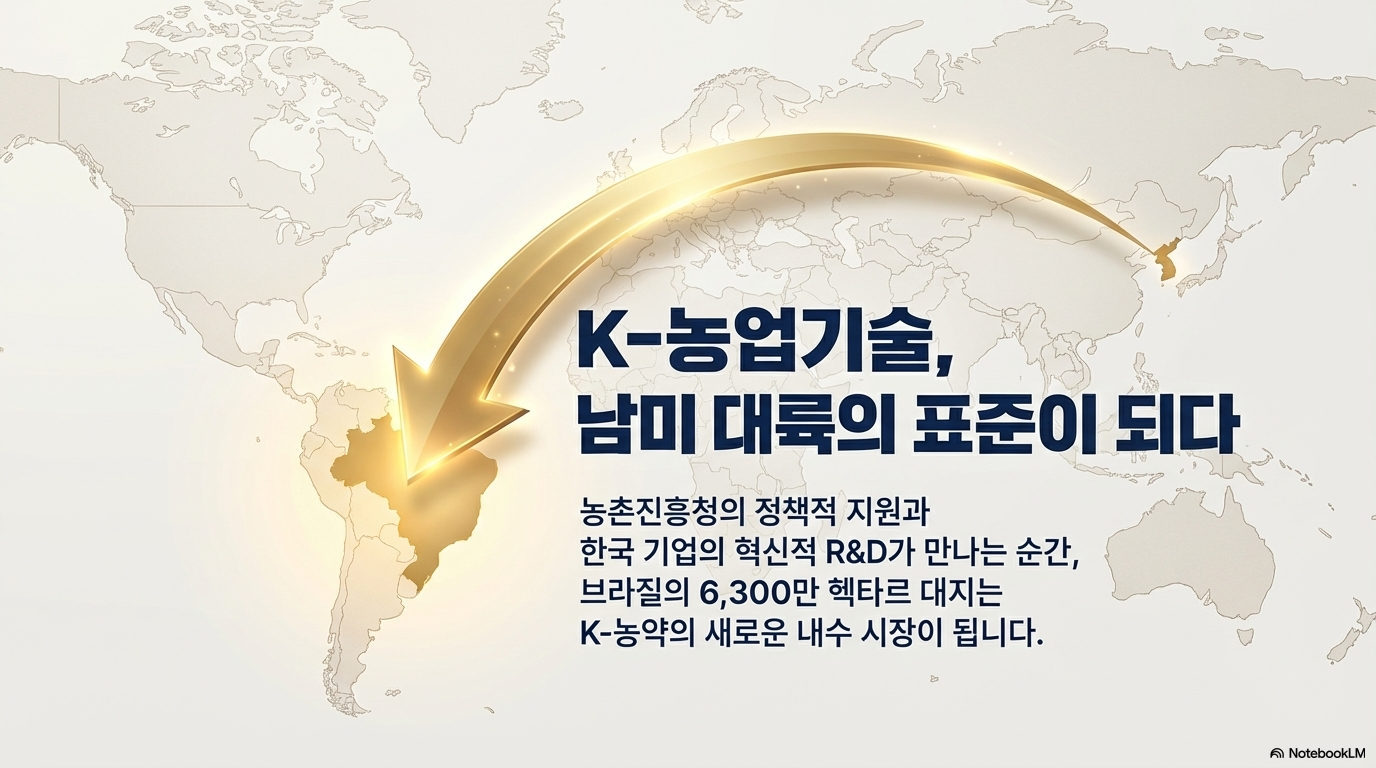 K-농업기술,
남미 대륙의 표준이 되다
농촌진흥청의 정책적 지원과
한국 기업의 혁신적 R&D가 만나는 순간,
브라질의 6,300만 헥타르 대지는
K-농약의 새로운 내수 시장이 됩니다.
NotebookLM